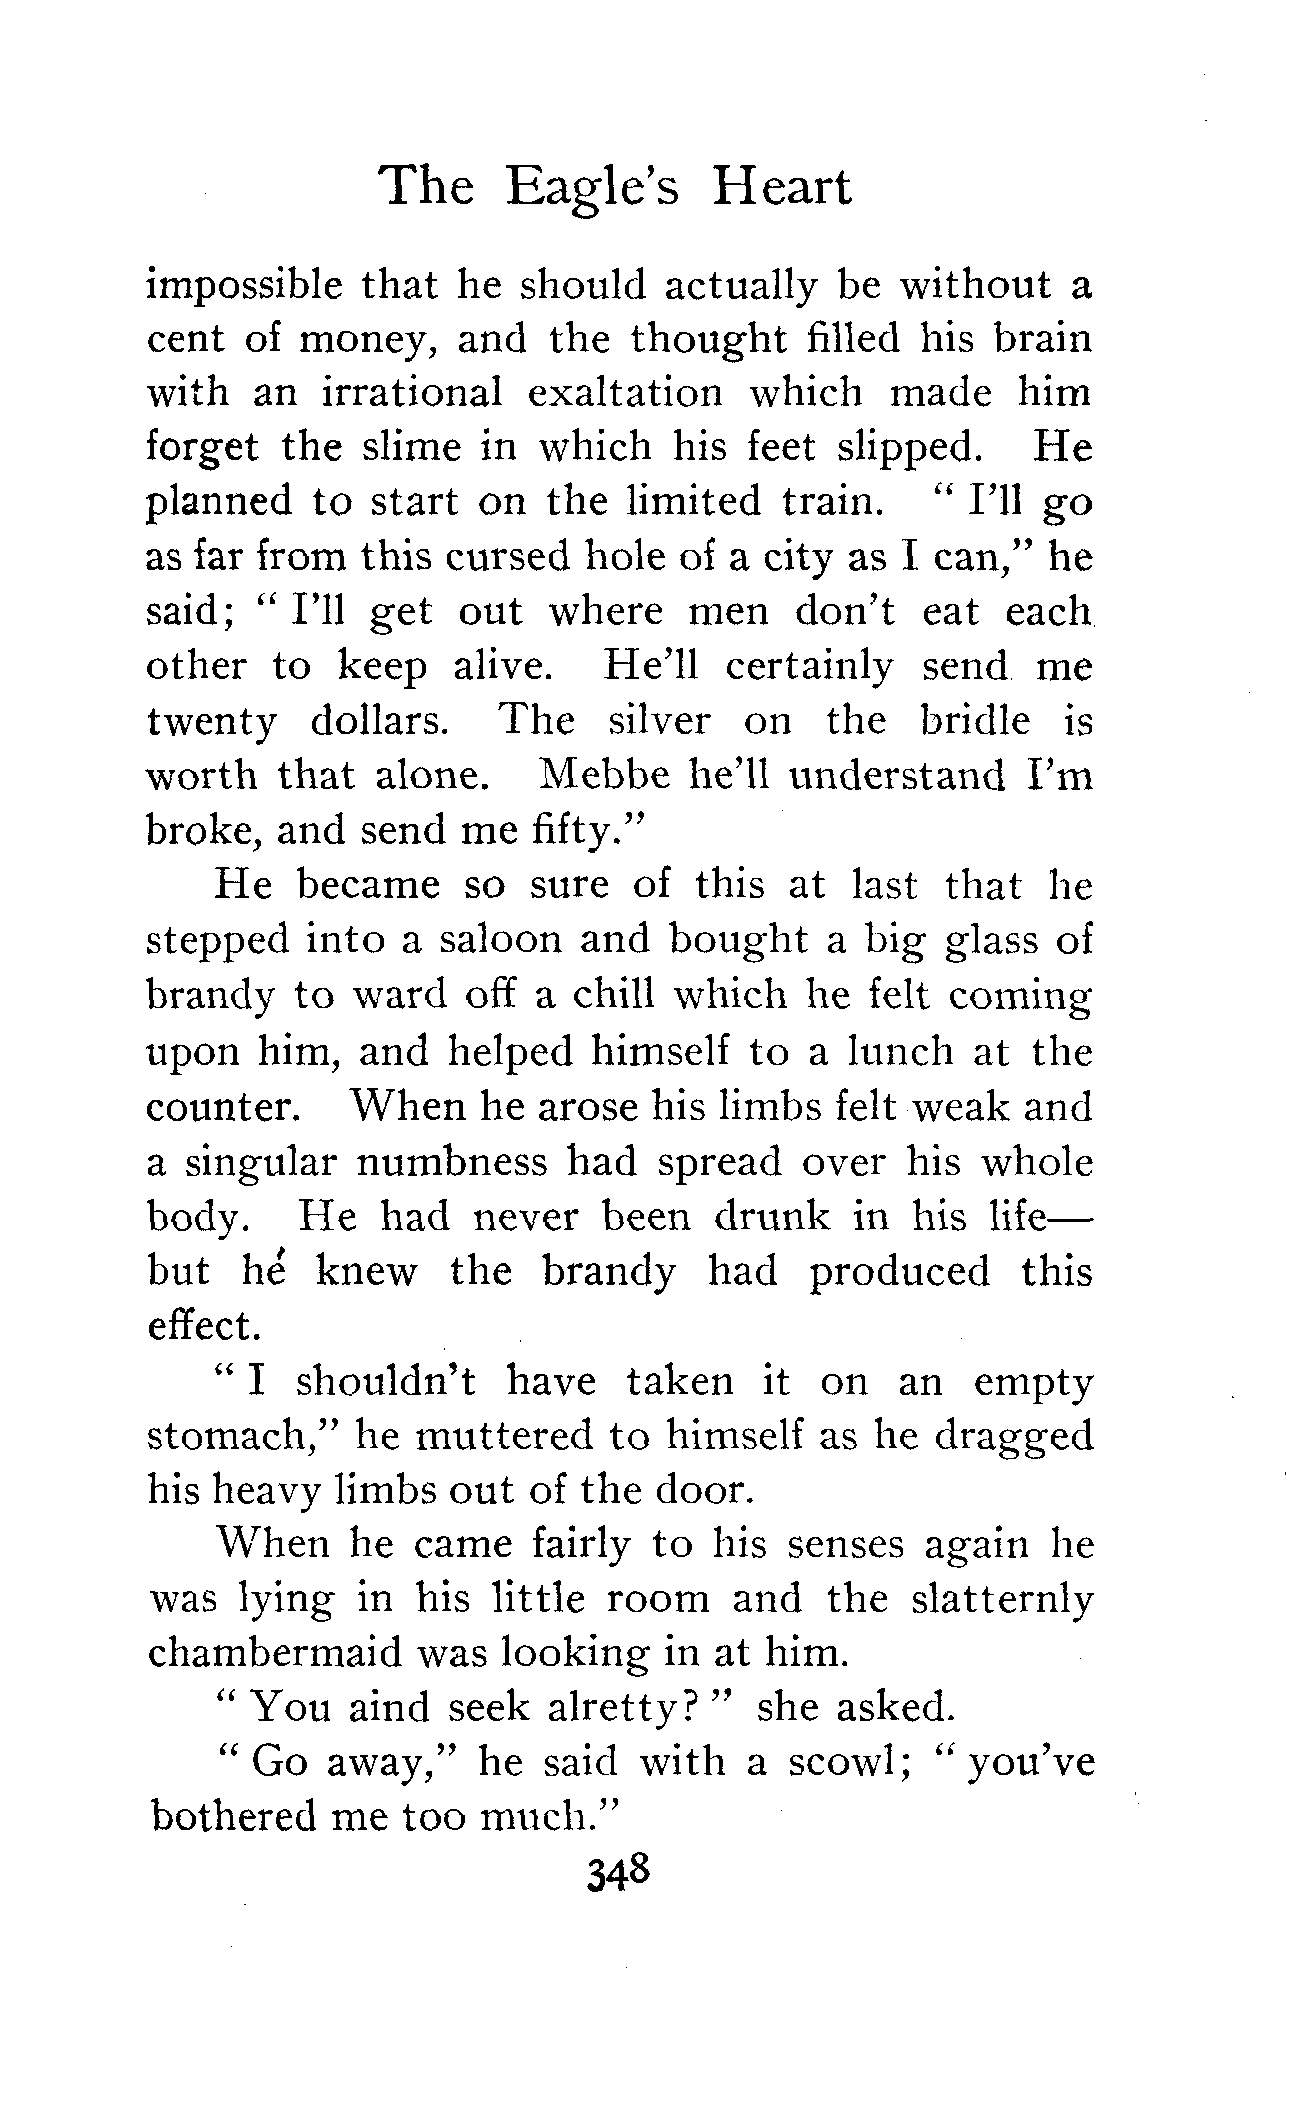 The Eagle's Heart
impossible that he should actually be without a
cent of money, and the thought filled his brain
with an irrational exaltation which made him
forget the slime in which his feet slipped. He
planned to start on the limited train. " I'll go
as far from this cursed hole of a city as I can," he
said; " I'll get out where men don't eat each
other to keep alive. He'll certainly send me
twenty dollars. The silver on the bridle is
worth that alone. Mebbe he'll understand I'm
broke, and send me fifty."
He became so sure of this at last that he
stepped into a saloon and bought a big glass of
brandy to ward off a chill which he felt coming
upon him, and helped himself to a lunch at the
counter. When he arose his limbs felt weak and
a singular numbness had spread over his whole
body. He had never been drunk in his life—
but he knew the brandy had produced this
effect.
" I shouldn't have taken it on an empty
stomach," he muttered to himself as he dragged
his heavy limbs out of the door.
When he came fairly to his senses again he
was lying in his little room and the slatternly
chambermaid was looking in at him.
" You aind seek alretty? " she asked.
" Go away," he said with a scowl; " you've
bothered me too much."
348